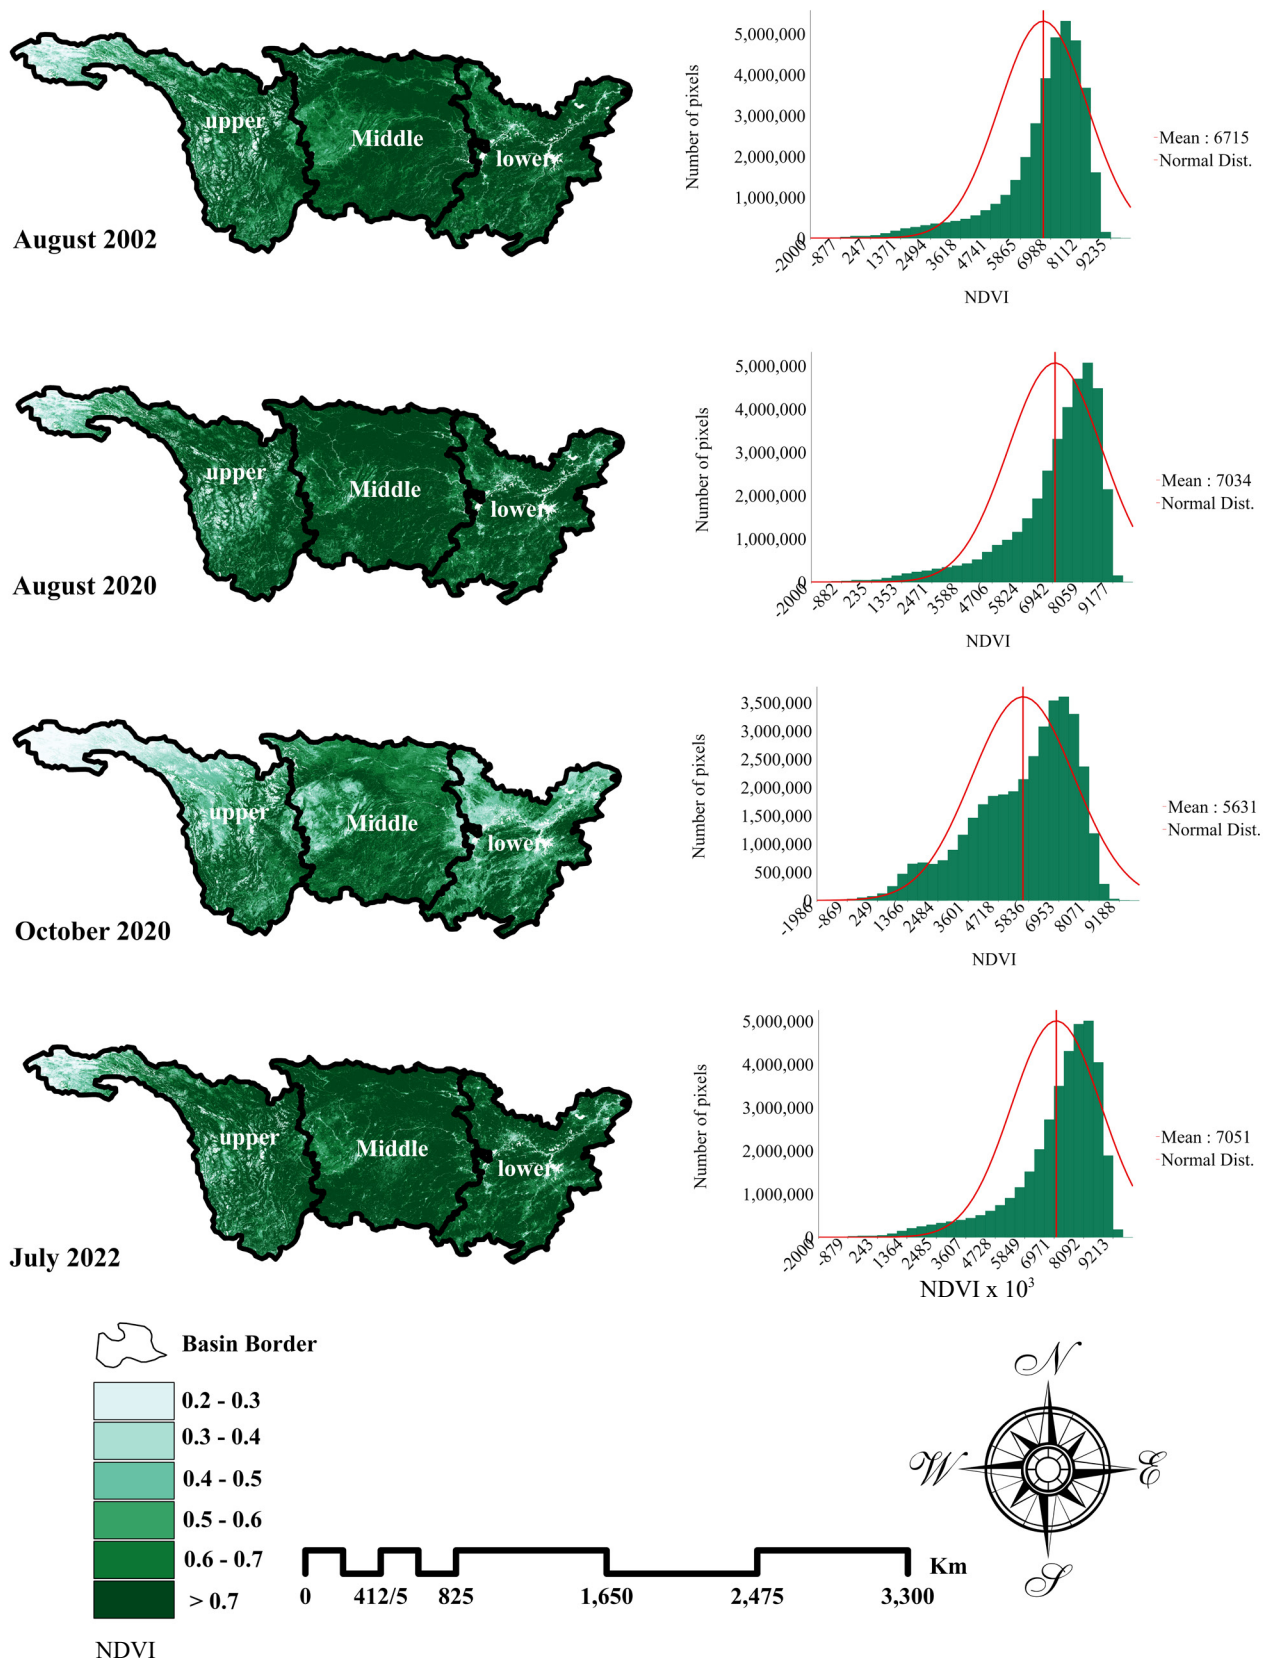 upper
Middle
lower
August 2002
Number of pixels
5,000,000
4,000,000
3,000,000
2,000,000
1,000,000
0
-2000 -877 247 1371 2494 3618 4741 5865 6988 8112 9235
NDVI
Mean : 6715
Normal Dist.
upper
Middle
lower
August 2020
Number of pixels
5,000,000
4,000,000
3,000,000
2,000,000
1,000,000
0
-2000 -882 235 1353 2471 3588 4706 5824 6942 8059 9177
NDVI
Mean : 7034
Normal Dist.
upper
Middle
lower
October 2020
Number of pixels
3,500,000
3,000,000
2,500,000
2,000,000
1,500,000
1,000,000
500,000
0
-1986 -869 249 1366 2484 3601 4718 5836 6953 8071 9188
NDVI
Mean : 5631
Normal Dist.
upper
Middle
lower
July 2022
Number of pixels
5,000,000
4,000,000
3,000,000
2,000,000
1,000,000
0
-2000 -879 243 1364 2485 3607 4728 5849 6971 8092 9213
NDVI x 10³
Mean : 7051
Normal Dist.
Basin Border
0.2 - 0.3
0.3 - 0.4
0.4 - 0.5
0.5 - 0.6
0.6 - 0.7
> 0.7
NDVI
0 412/5 825 1,650 2,475 3,300
Km
N
W
E
S